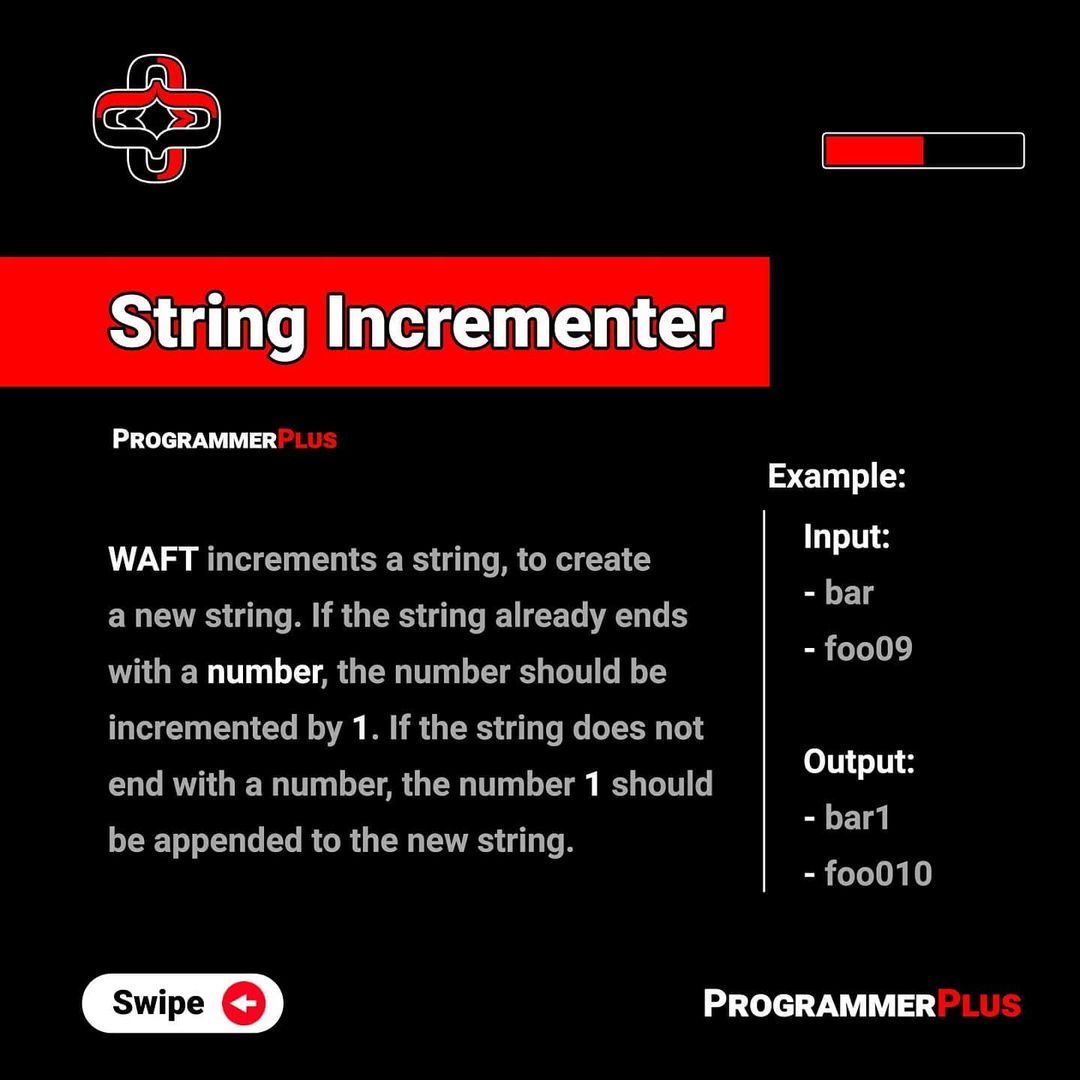 String Incrementer
PROGRAMMERPLUS
WAFT increments a string, to create
a new string. If the string already ends
with a number, the number should be
incremented by 1. If the string does not
end with a number, the number 1 should
be appended to the new string.
Example:
Input:
- bar
- foo09
Output:
- bar1
- foo010
Swipe
PROGRAMMERPLUS